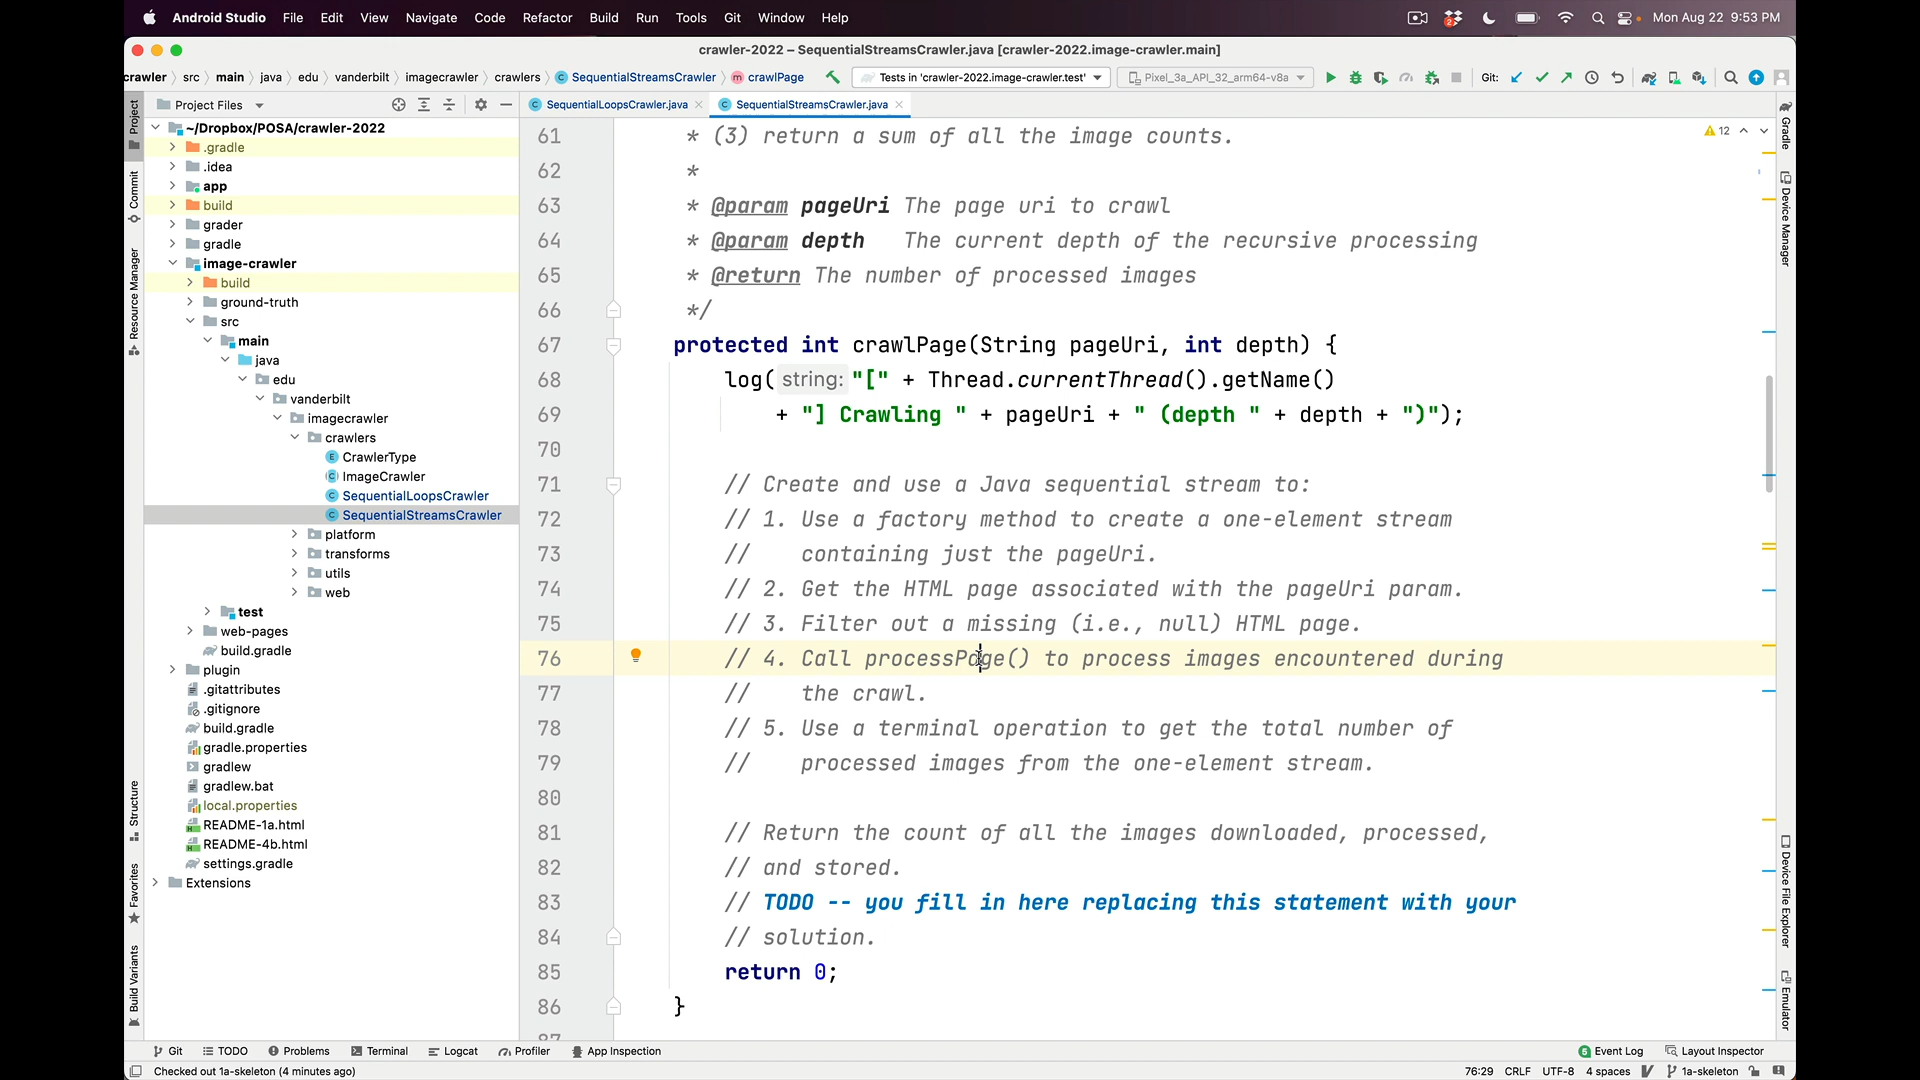 Android Studio File Edit View Navigate Code Refactor Build Run Tools Git Window Help
2
Mon Aug 22 9:53 PM
crawler-2022 – SequentialStreamsCrawler.java [crawler-2022.image-crawler.main]
crawler src main java edu vanderbilt imagecrawler crawlers SequentialStreamsCrawler crawlPage
Tests in 'crawler-2022.image-crawler.test'
Pixel_3a_API_32_arm64-v8a
Git:
Project Files
SequentialLoopsCrawler.java
SequentialStreamsCrawler.java
Project
Commit
Resource Manager
Structure
Favorites
Build Variants
~/Dropbox/POSA/crawler-2022
.gradle
.idea
app
build
grader
gradle
image-crawler
build
ground-truth
src
main
java
edu
vanderbilt
imagecrawler
crawlers
E CrawlerType
C ImageCrawler
C SequentialLoopsCrawler
C SequentialStreamsCrawler
platform
transforms
utils
web
test
web-pages
build.gradle
plugin
.gitattributes
.gitignore
build.gradle
gradle.properties
gradlew
gradlew.bat
local.properties
README-1a.html
README-4b.html
settings.gradle
Extensions
61 * (3) return a sum of all the image counts.
62 *
63 * @param pageUri The page uri to crawl
64 * @param depth The current depth of the recursive processing
65 * @return The number of processed images
66 */
67 protected int crawlPage(String pageUri, int depth) {
68 log( string: "[" + Thread.currentThread().getName()
69 + "] Crawling " + pageUri + " (depth " + depth + ")");
70
71 // Create and use a Java sequential stream to:
72 // 1. Use a factory method to create a one-element stream
73 // containing just the pageUri.
74 // 2. Get the HTML page associated with the pageUri param.
75 // 3. Filter out a missing (i.e., null) HTML page.
76 // 4. Call processPage() to process images encountered during
77 // the crawl.
78 // 5. Use a terminal operation to get the total number of
79 // processed images from the one-element stream.
80
81 // Return the count of all the images downloaded, processed,
82 // and stored.
83 // TODO -- you fill in here replacing this statement with your
84 // solution.
85 return 0;
86 }
87
12
Gradle
Device Manager
Device File Explorer
Emulator
Git TODO Problems Terminal Logcat Profiler App Inspection
5 Event Log Layout Inspector
Checked out 1a-skeleton (4 minutes ago)
76:29 CRLF UTF-8 4 spaces 1a-skeleton